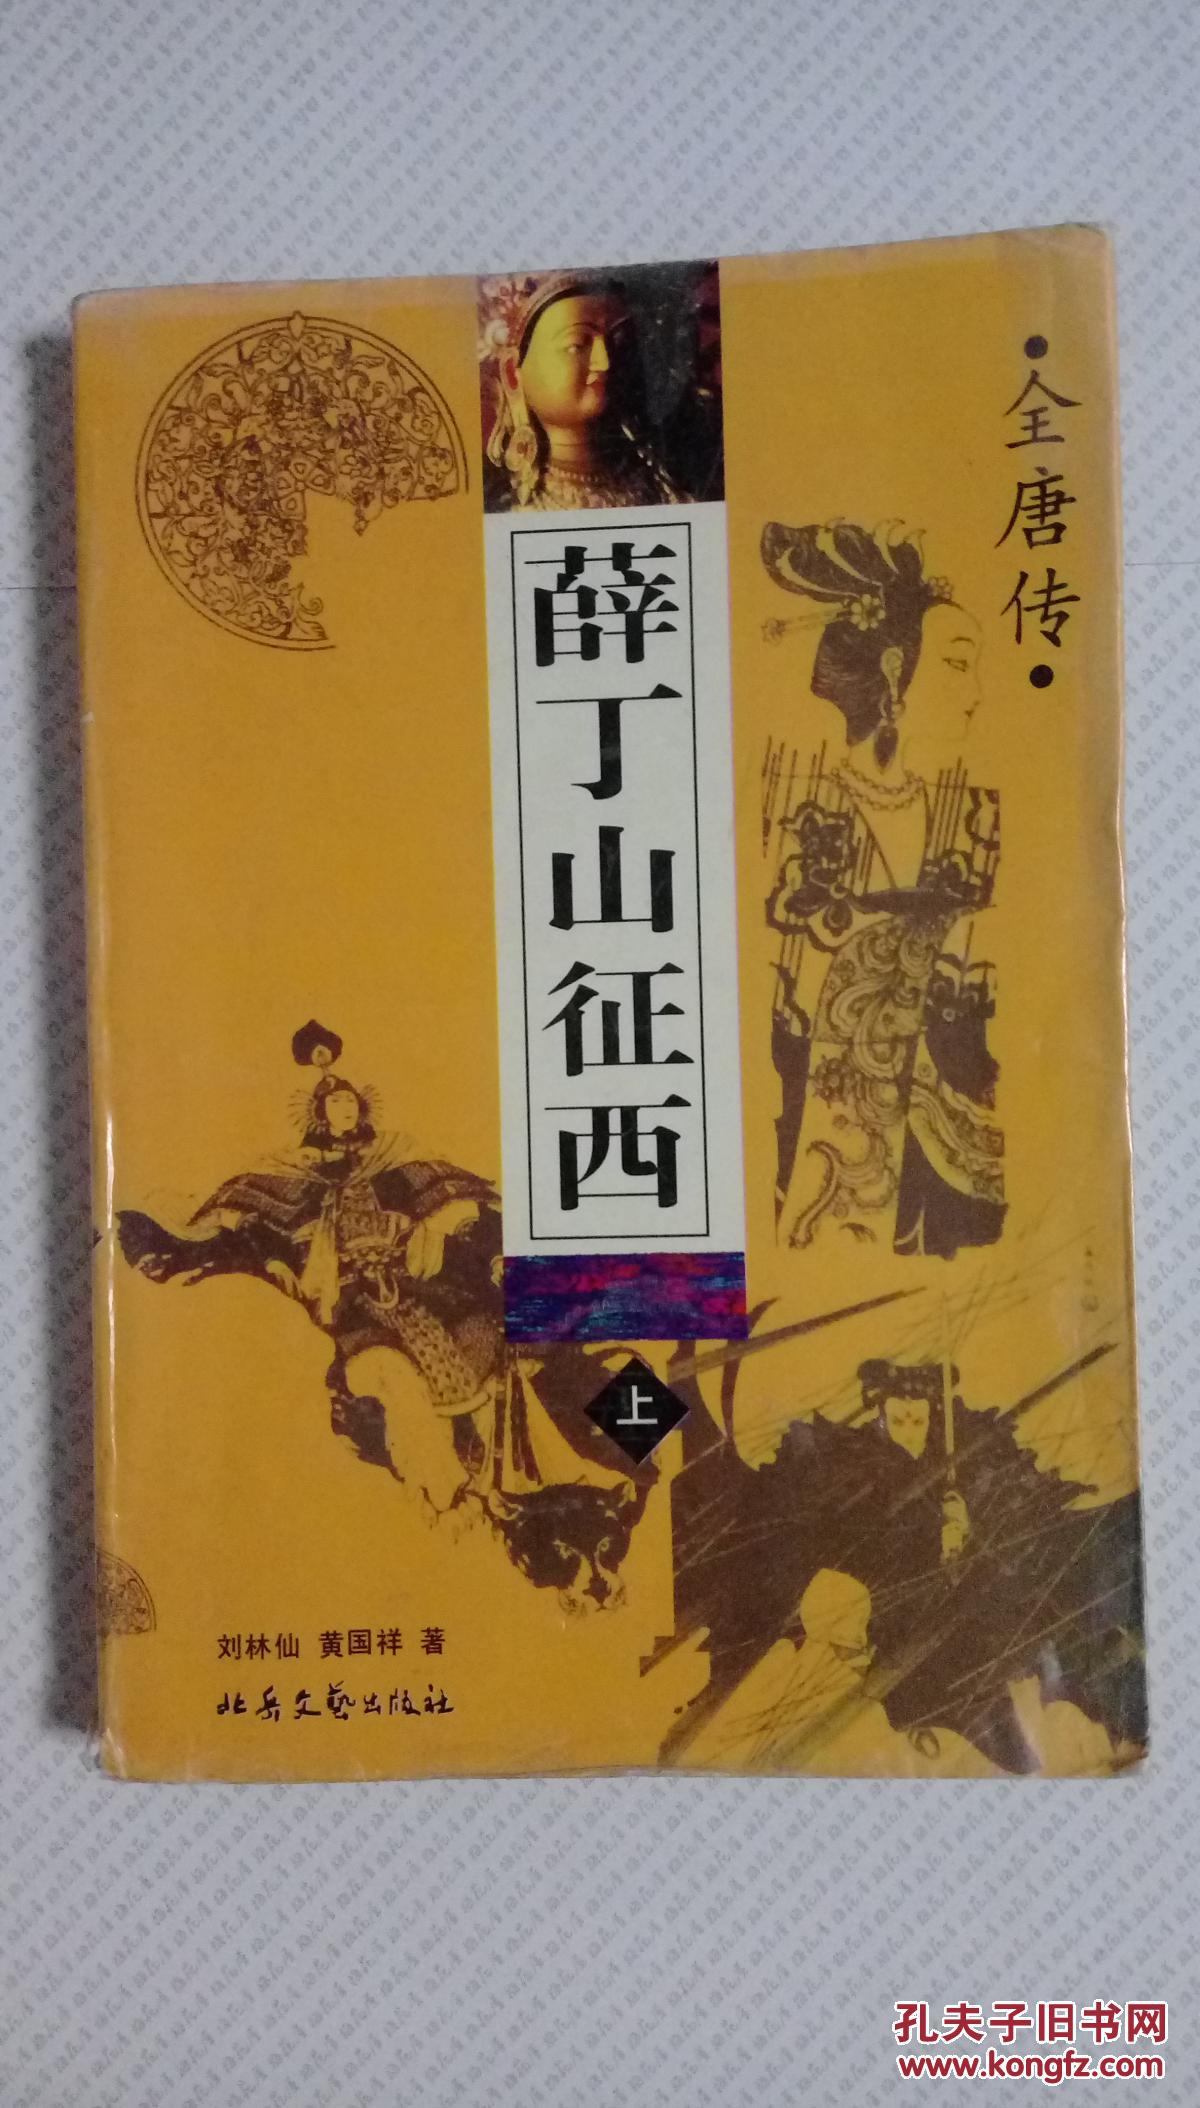 •全唐传•
薛丁山征西
上
刘林仙 黄国祥 著
北岳文艺出版社
孔夫子旧书网
www.kongfz.com